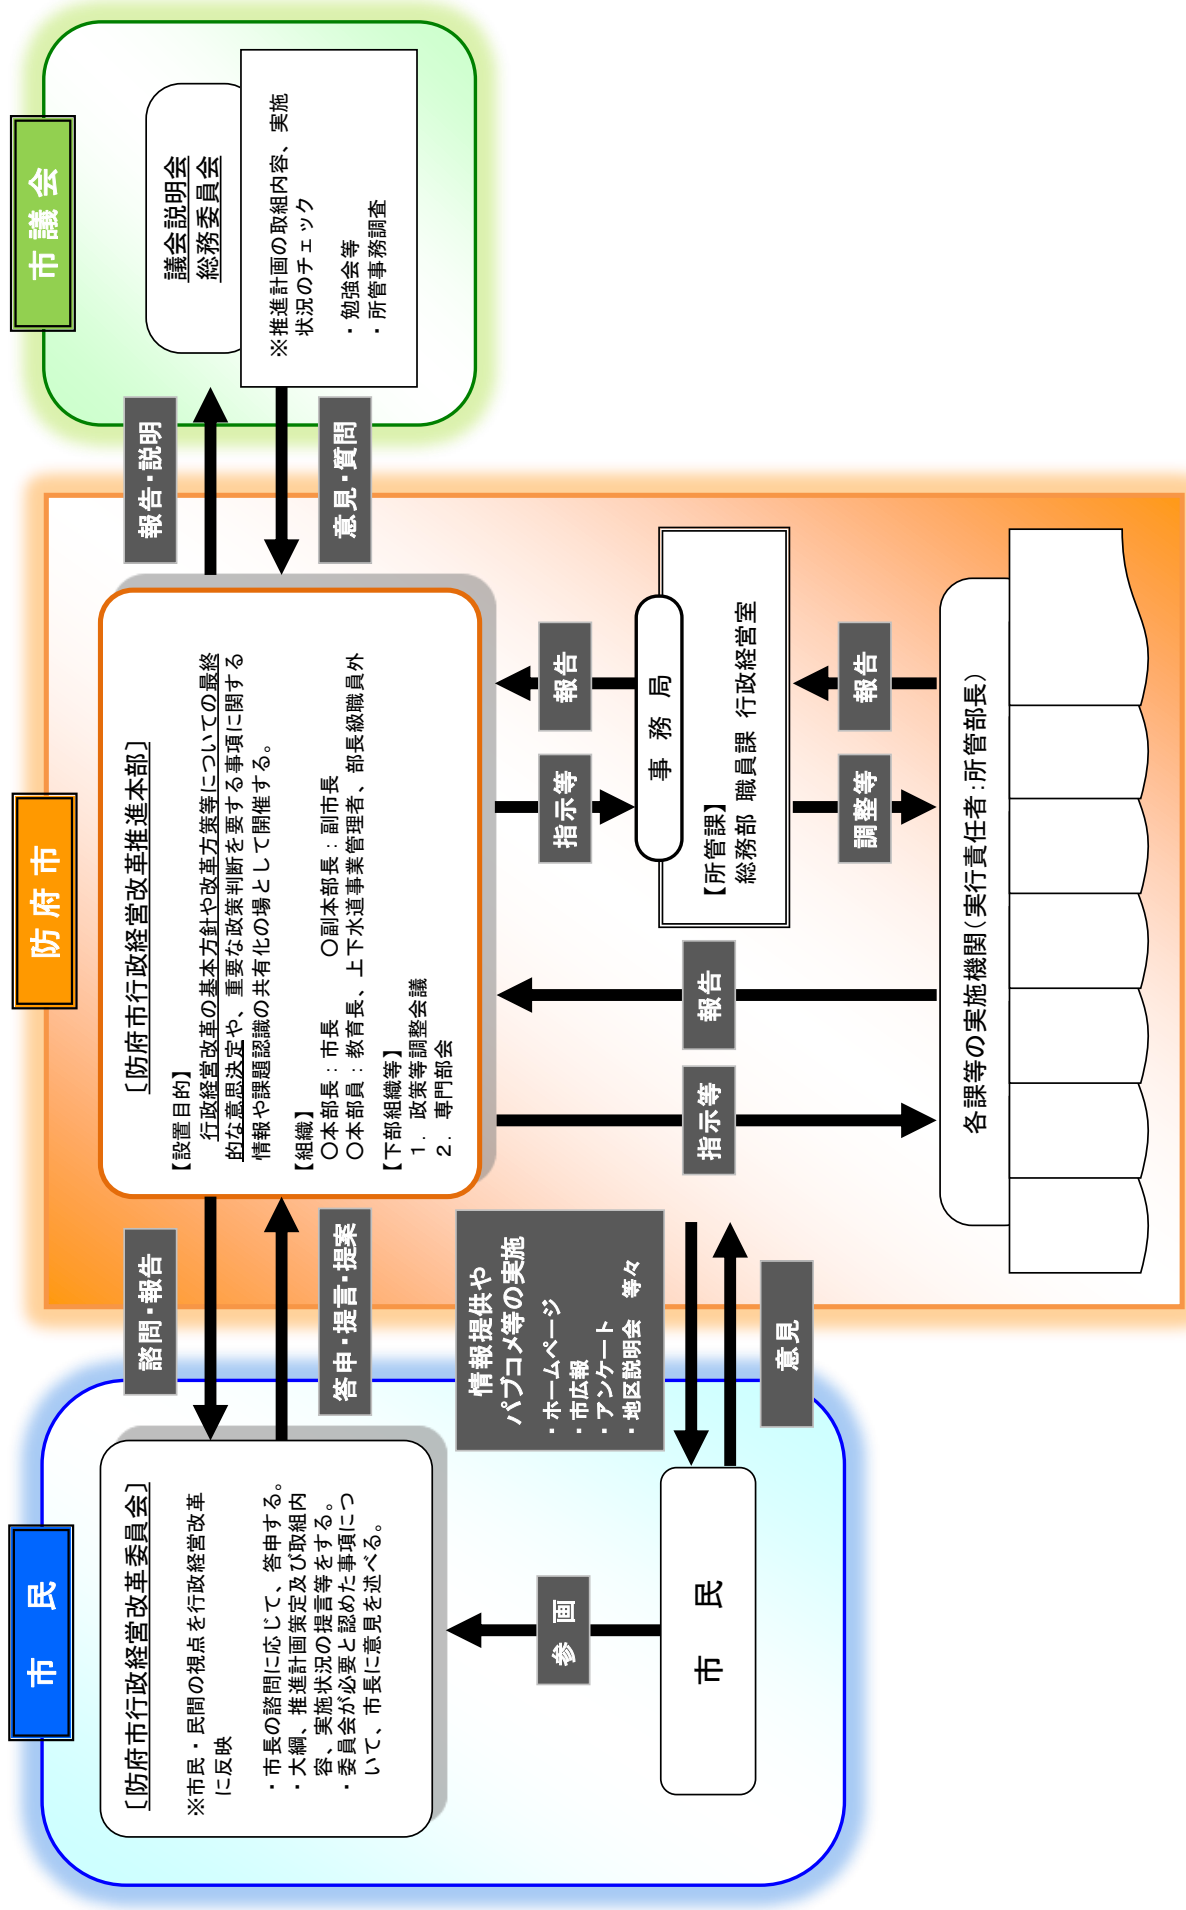 市　民
〔防府市行政経営改革委員会〕
※市民・民間の視点を行政経営改革
に反映
・市長の諮問に応じて、答申する。
・大綱、推進計画策定及び取組内
容、実施状況の提言等をする。
・委員会が必要と認めた事項につ
いて、市長に意見を述べる。
参　画
市　民
諮問・報告
答申・提言・提案
情報提供や
パブコメ等の実施
・ホームページ
・市広報
・アンケート
・地区説明会　等々
意見
防府市
〔防府市行政経営改革推進本部〕
【設置目的】
行政経営改革の基本方針や改革方策等についての最終
的な意思決定や、重要な政策判断を要する事項に関する
情報や課題認識の共有化の場として開催する。
【組織】
○本部長：市長　　○副本部長：副市長
○本部員：教育長、上下水道事業管理者、部長級職員外
【下部組織等】
１．政策等調整会議
２．専門部会
指示等
報告
指示等
報告
事　務　局
【所管課】
総務部 職員課 行政経営室
調整等
報告
各課等の実施機関（実行責任者：所管部長）
報告・説明
意見・質問
市議会
議会説明会
総務委員会
※推進計画の取組内容、実施
状況のチェック
・勉強会等
・所管事務調査